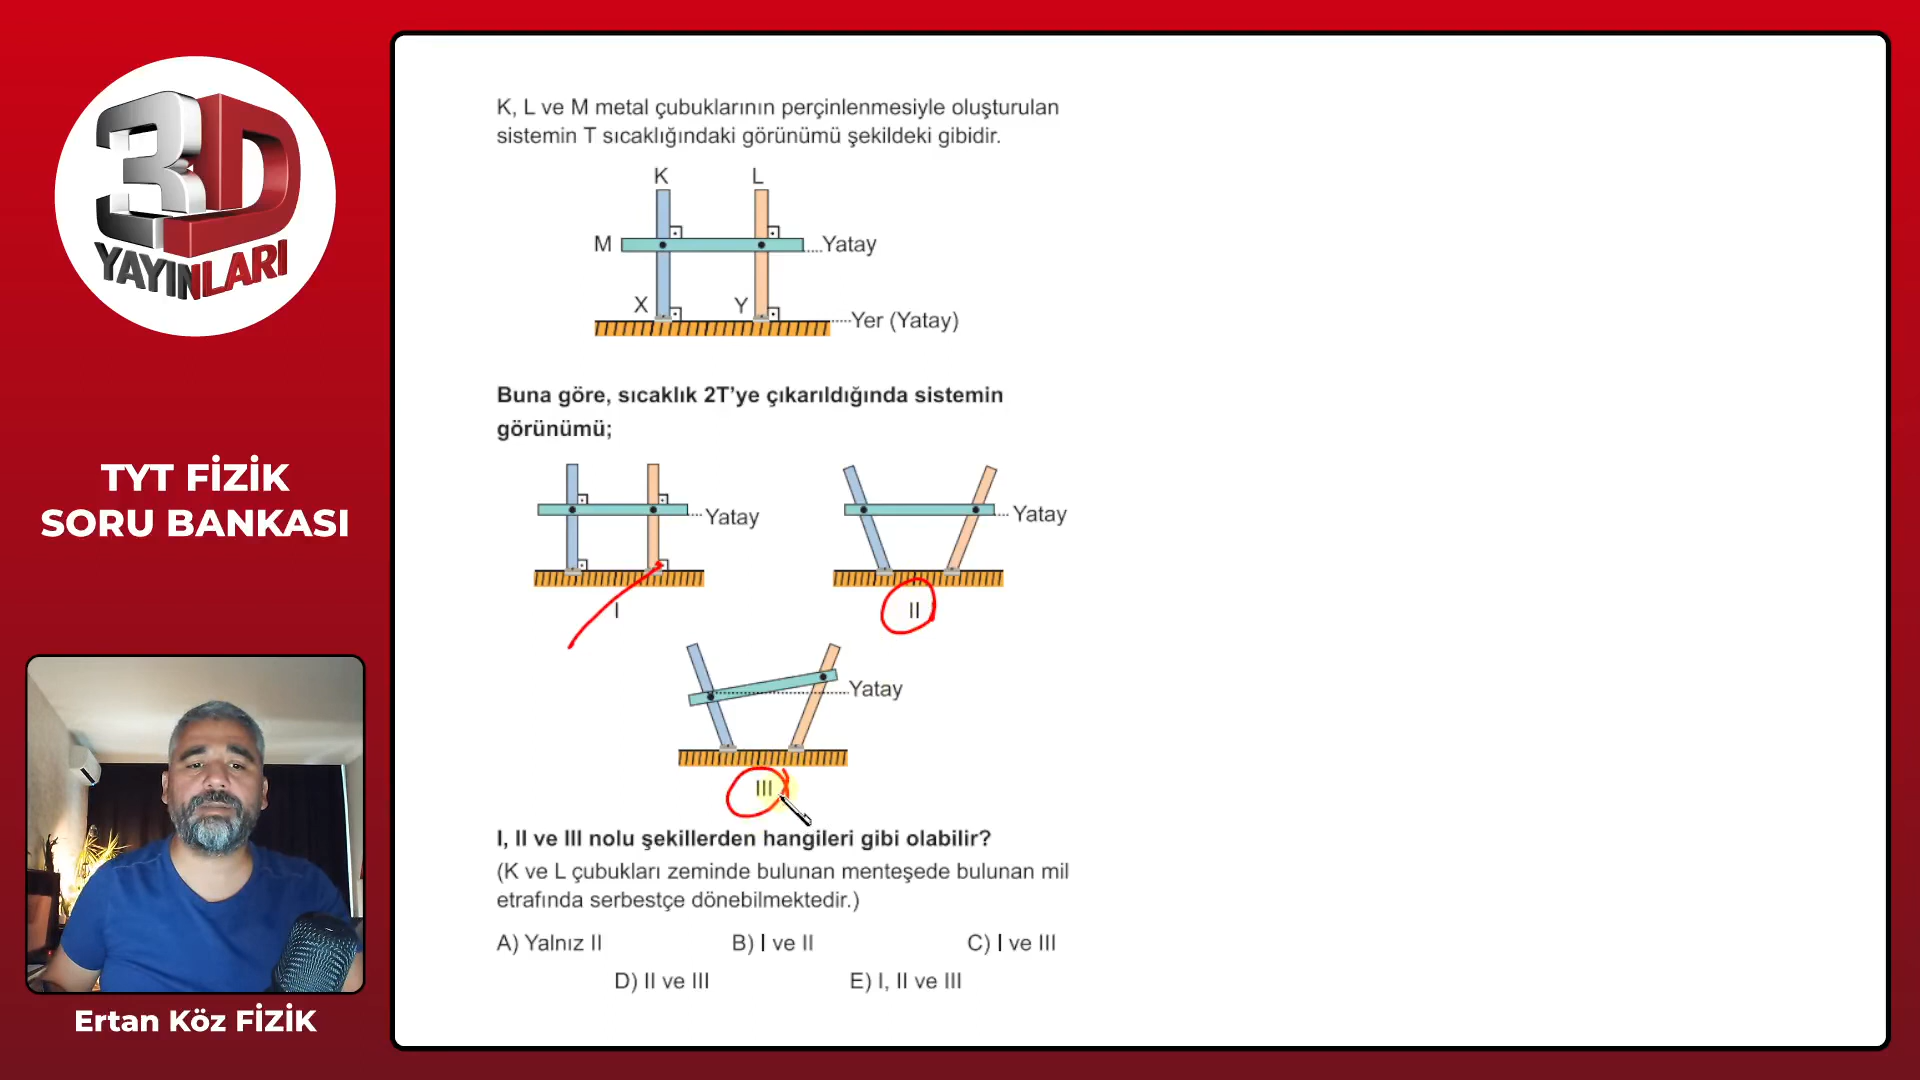 3D
YAYINLARI
TYT FİZİK
SORU BANKASI
Ertan Köz FİZİK
K, L ve M metal çubuklarının perçinlenmesiyle oluşturulan
sistemin T sıcaklığındaki görünümü şekildeki gibidir.
K L
M Yatay
X Y
Yer (Yatay)
Buna göre, sıcaklık 2T'ye çıkarıldığında sistemin
görünümü;
Yatay Yatay
I II
Yatay
III
I, II ve III nolu şekillerden hangileri gibi olabilir?
(K ve L çubukları zeminde bulunan menteşede bulunan mil
etrafında serbestçe dönebilmektedir.)
A) Yalnız II B) I ve II C) I ve III
D) II ve III E) I, II ve III